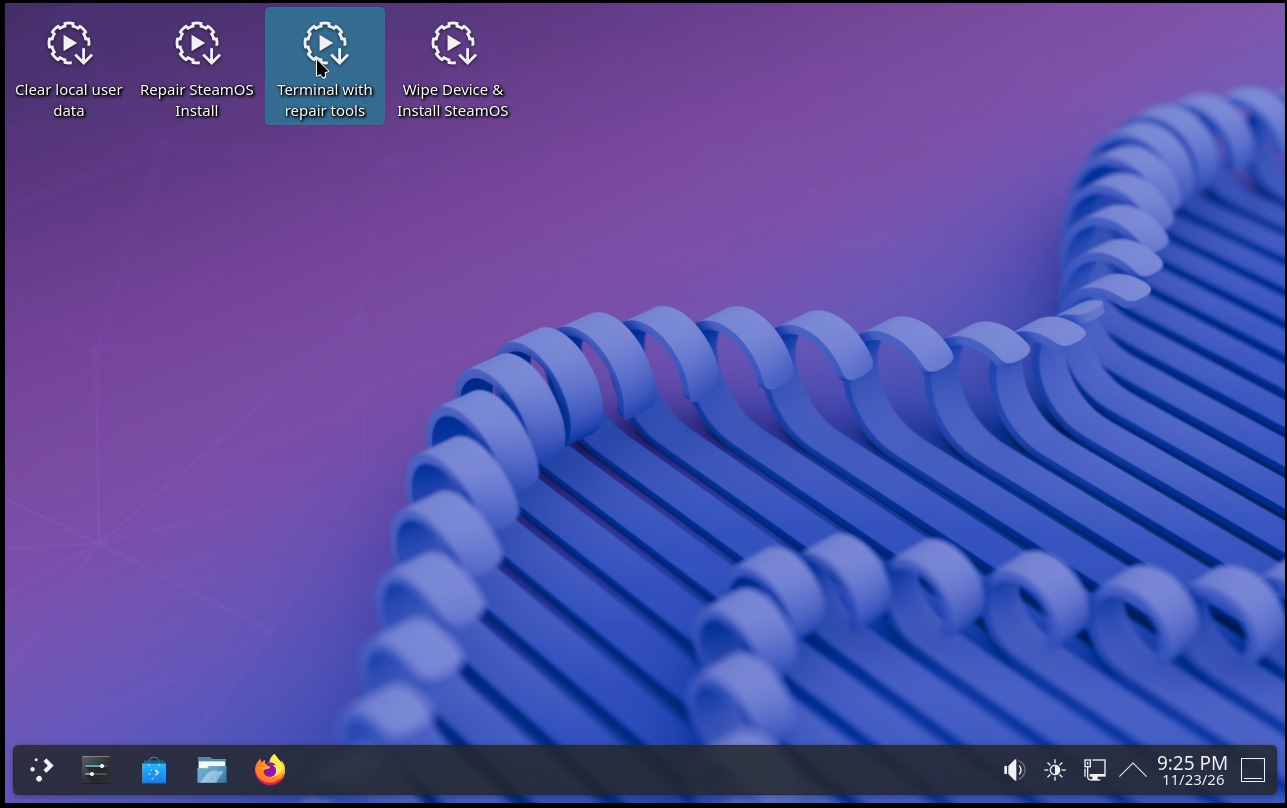 Clear local user
data
Repair SteamOS
Install
Terminal with
repair tools
Wipe Device &
Install SteamOS
9:25 PM
11/23/26